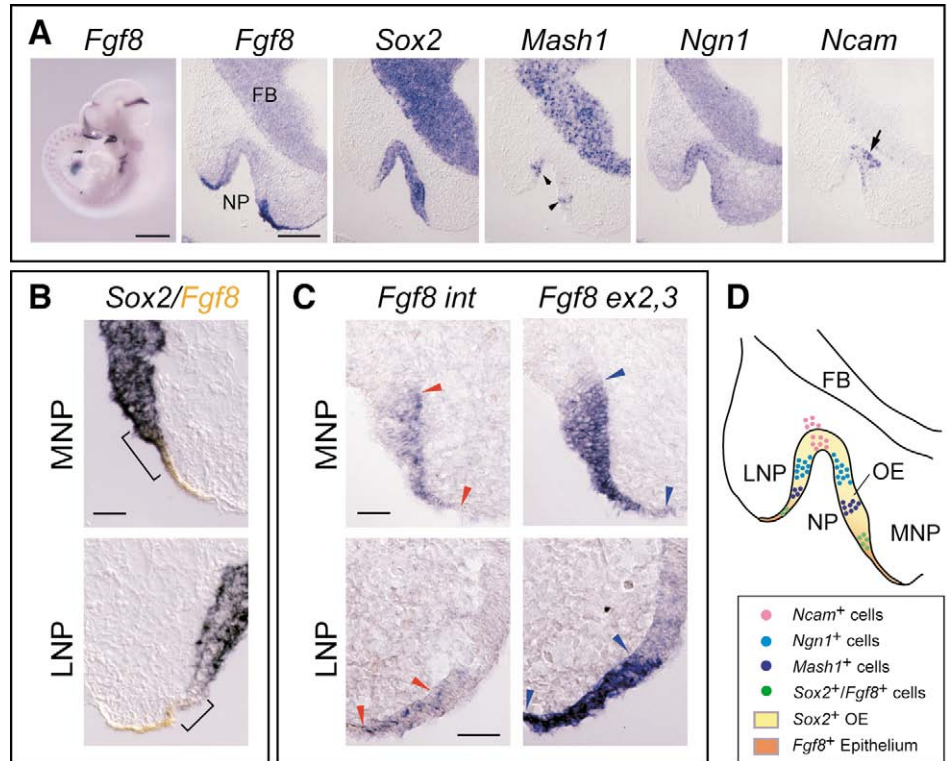 A
Fgf8 Fgf8 Sox2 Mash1 Ngn1 Ncam
FB
NP
B
Sox2/Fgf8
MNP
LNP
C
Fgf8 int Fgf8 ex2,3
MNP
LNP
D
FB
LNP
OE
NP
MNP
Ncam+ cells
Ngn1+ cells
Mash1+ cells
Sox2+/Fgf8+ cells
Sox2+ OE
Fgf8+ Epithelium